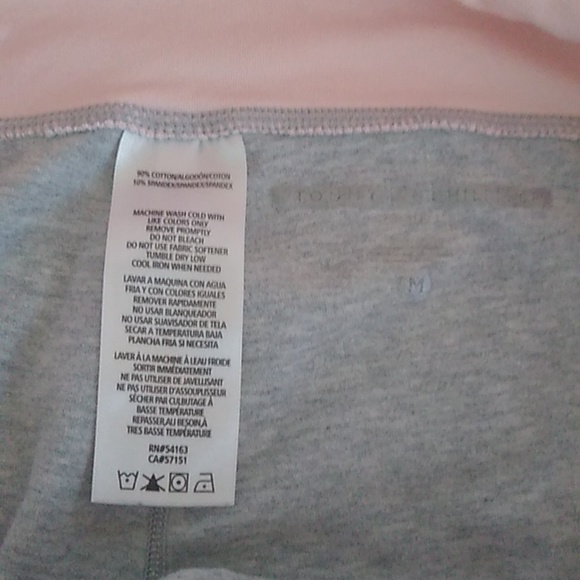 90% COTTON/ALGODÓN/COTON
10% SPANDEX/SPANDEX/SPANDEX
MACHINE WASH COLD WITH
LIKE COLORS ONLY
REMOVE PROMPTLY
DO NOT BLEACH
DO NOT USE FABRIC SOFTENER
TUMBLE DRY LOW
COOL IRON WHEN NEEDED
LAVAR A MAQUINA CON AGUA
FRIA Y CON COLORES IGUALES
REMOVER RAPIDAMENTE
NO USAR BLANQUEADOR
NO USAR SUAVISADOR DE TELA
SECAR A TEMPERATURA BAJA
PLANCHA FRIA SI NECESITA
LAVER À LA MACHINE À LEAU FROIDE
SORTIR IMMÉDIATEMENT
NE PAS UTILISER DE JAVELLISANT
NE PAS UTILISER D'ASSOUPLISSEUR
SÉCHER PAR CULBUTAGE À
BASSE TEMPÉRATURE
REPASSER,AU BESOIN,À
TRES BASSE TEMPÉRATURE
RN#54163
CA#57151
M